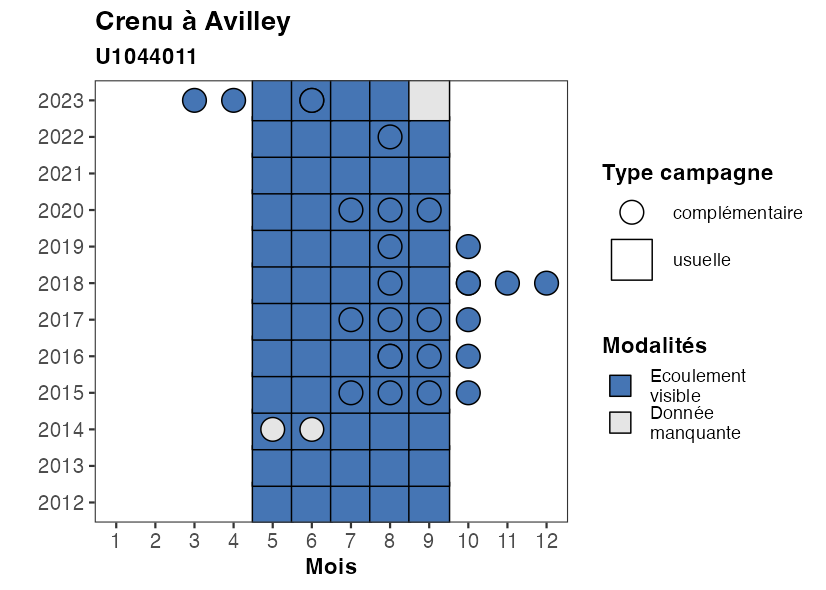 Crenu à Avilley
U1044011
2023
2022
2021
2020
2019
2018
2017
2016
2015
2014
2013
2012
1 2 3 4 5 6 7 8 9 10 11 12
Mois
Type campagne
complémentaire
usuelle
Modalités
Ecoulement
visible
Donnée
manquante